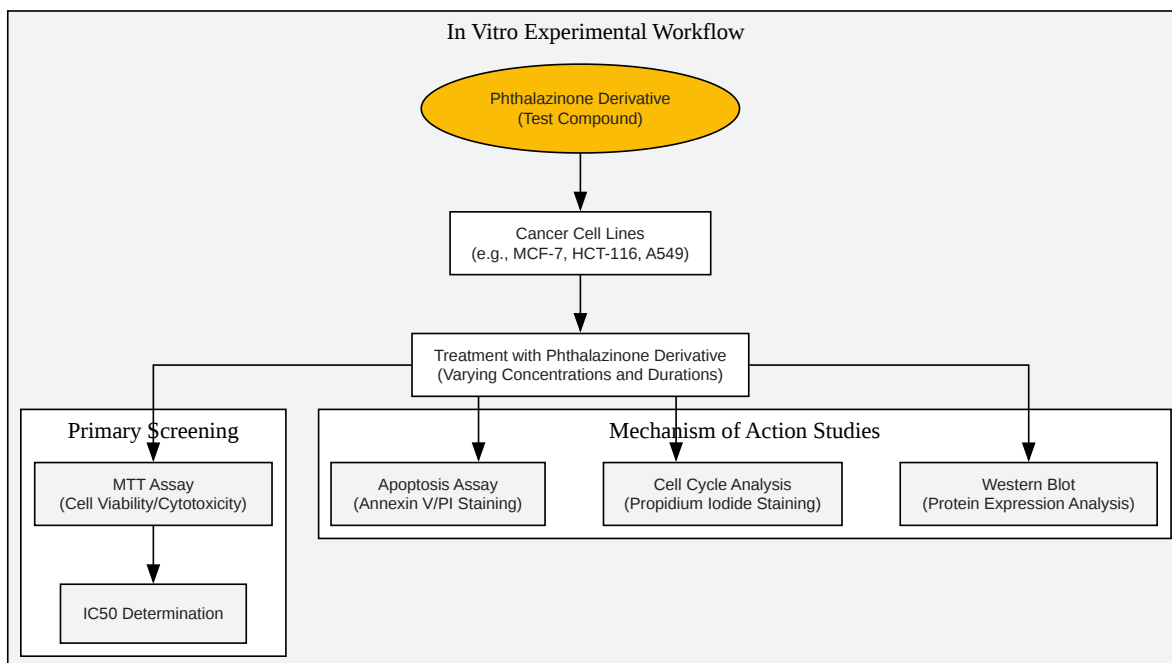 In Vitro Experimental Workflow
Phthalazinone Derivative
(Test Compound)
Cancer Cell Lines
(e.g., MCF-7, HCT-116, A549)
Treatment with Phthalazinone Derivative
(Varying Concentrations and Durations)
Primary Screening
MTT Assay
(Cell Viability/Cytotoxicity)
IC50 Determination
Mechanism of Action Studies
Apoptosis Assay
(Annexin V/PI Staining)
Cell Cycle Analysis
(Propidium Iodide Staining)
Western Blot
(Protein Expression Analysis)